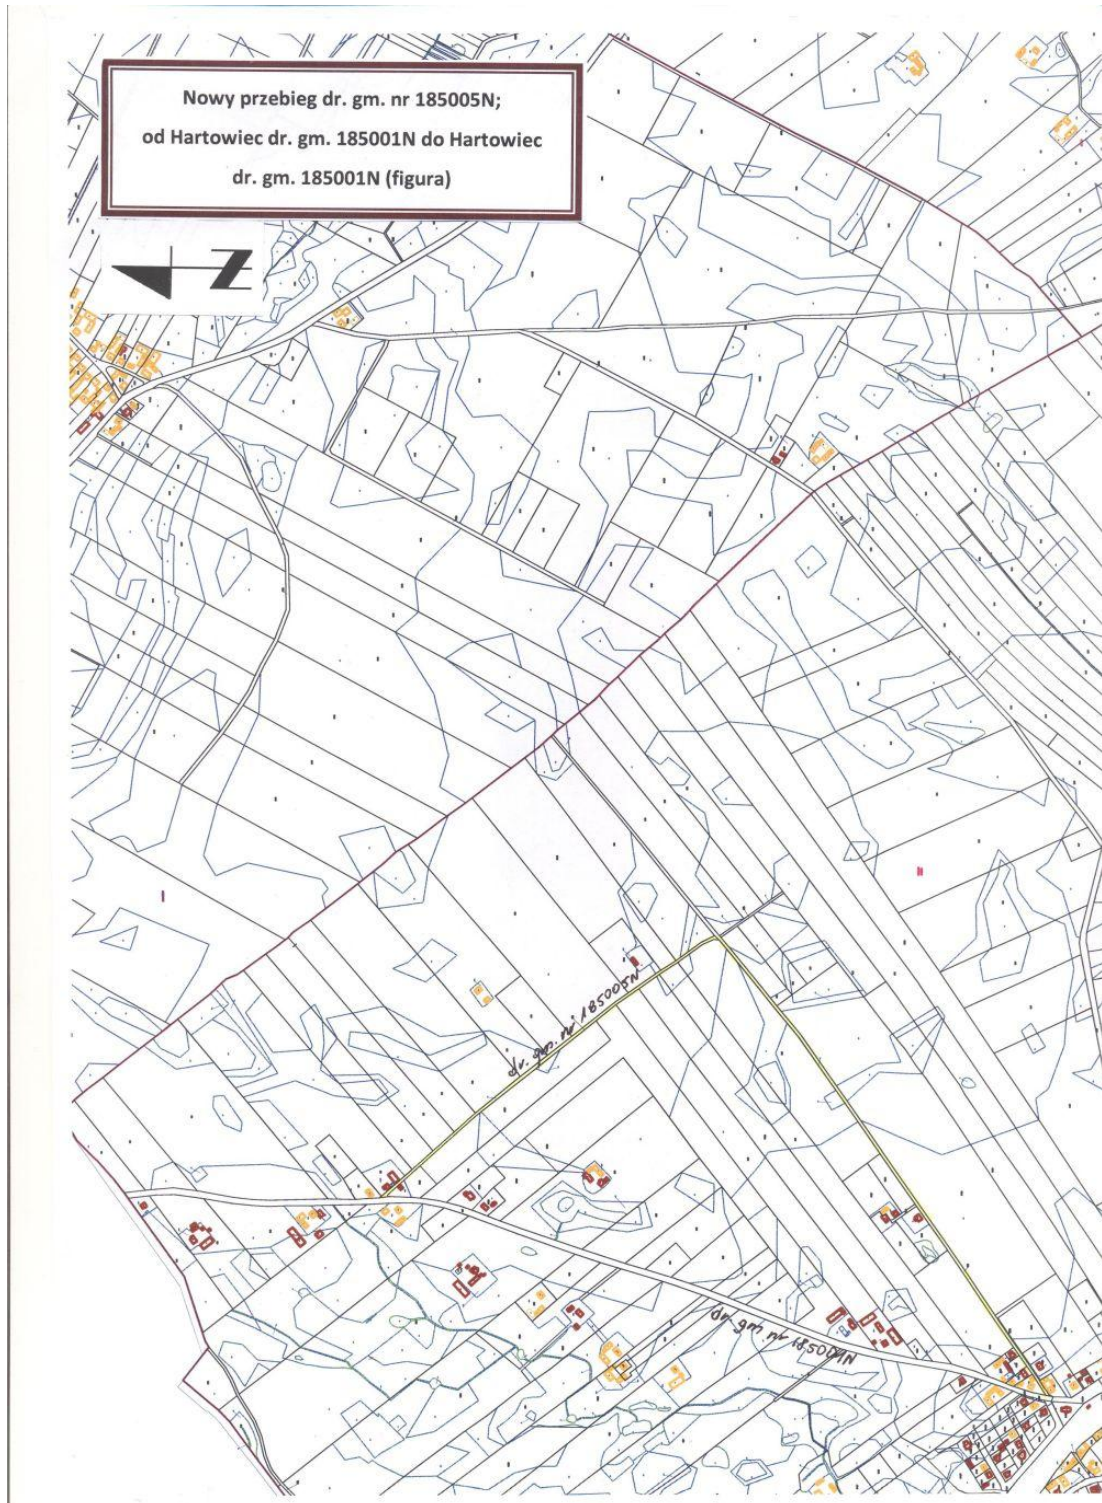 Nowy przebieg dr. gm. nr 185005N;
od Hartowiec dr. gm. 185001N do Hartowiec
dr. gm. 185001N (figura)
N
I
II
dr. gm. nr 185005N
dr. gm. nr 185001N